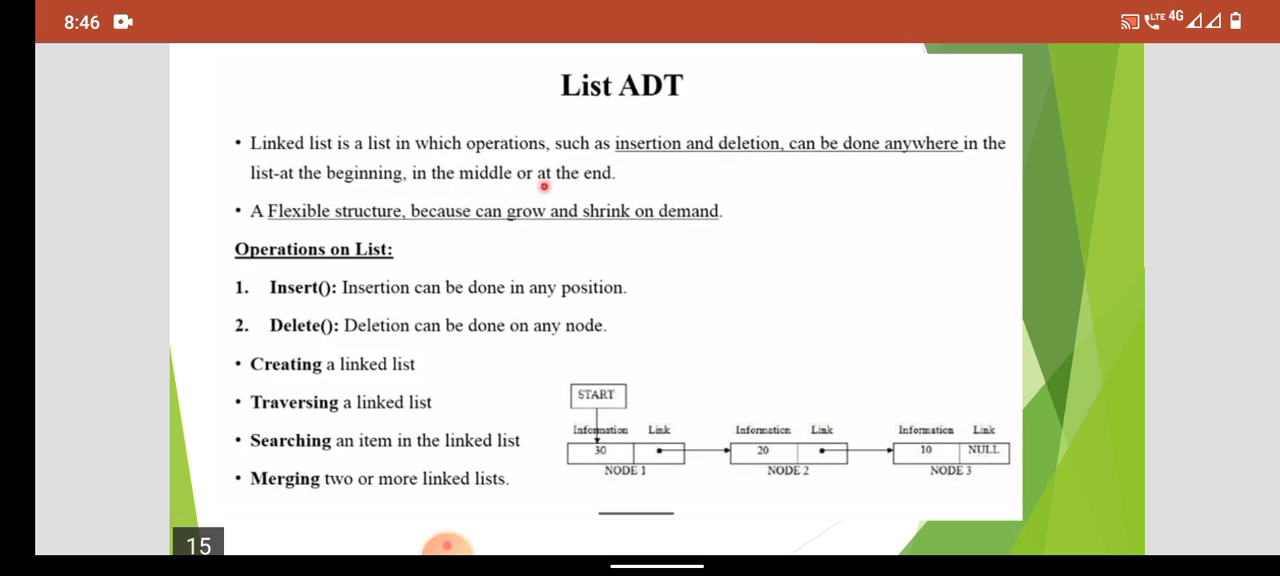 8:46
LTE 4G
List ADT
• Linked list is a list in which operations, such as insertion and deletion, can be done anywhere in the
list-at the beginning, in the middle or at the end.
• A Flexible structure, because can grow and shrink on demand.
Operations on List:
1. Insert(): Insertion can be done in any position.
2. Delete(): Deletion can be done on any node.
• Creating a linked list
• Traversing a linked list
• Searching an item in the linked list
• Merging two or more linked lists.
START
Information Link Information Link Information Link
30 20 10 NULL
NODE 1 NODE 2 NODE 3
15